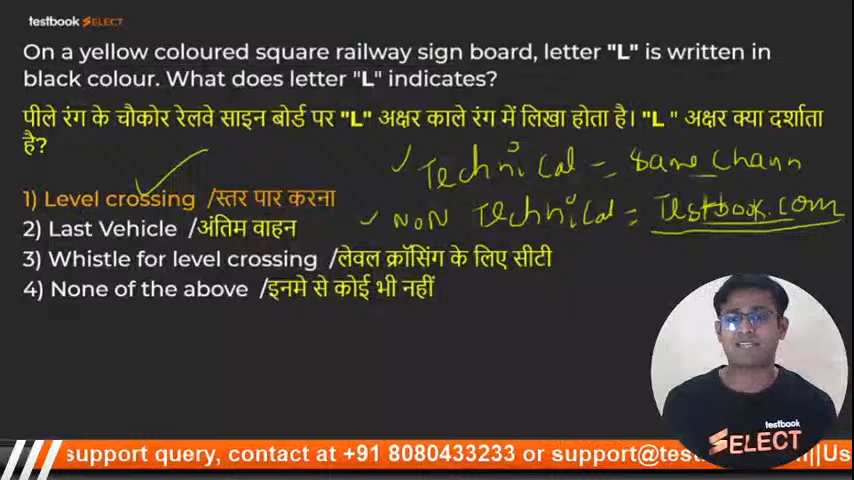 testbook SELECT
On a yellow coloured square railway sign board, letter "L" is written in
black colour. What does letter "L" indicates?
पीले रंग के चौकोर रेलवे साइन बोर्ड पर "L" अक्षर काले रंग में लिखा होता है। "L " अक्षर क्या दर्शाता
है?
Technical = Same Chann
1) Level crossing /स्तर पार करना
NON Technical = Testbook.com
2) Last Vehicle /अंतिम वाहन
3) Whistle for level crossing /लेवल क्रॉसिंग के लिए सीटी
4) None of the above /इनमे से कोई भी नहीं
testbook
SELECT
support query, contact at +91 8080433233 or support@test ||Us